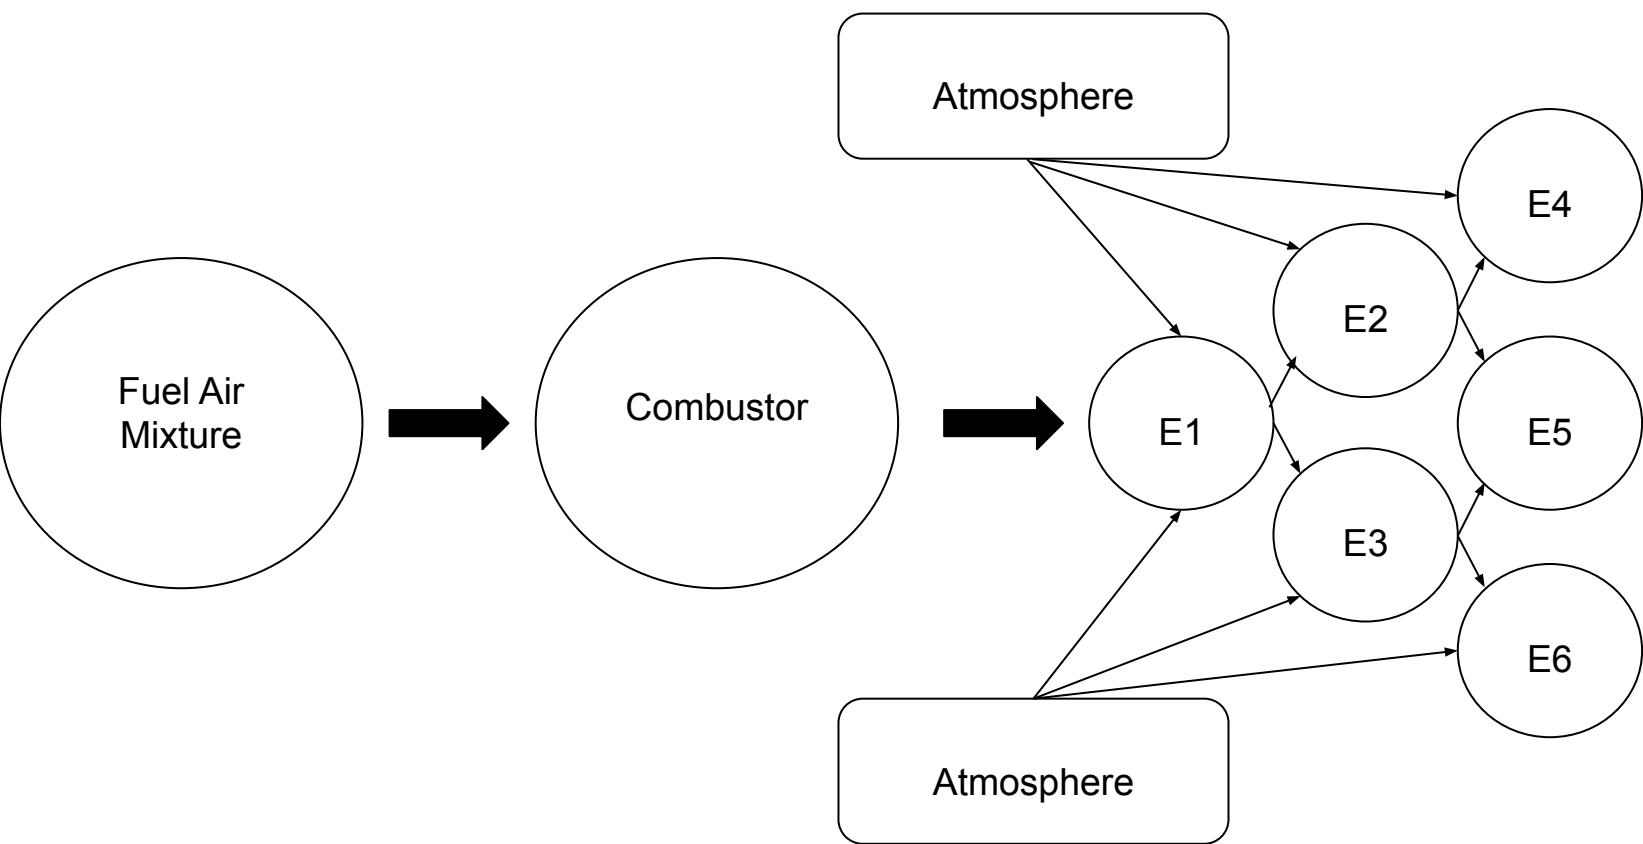 Atmosphere
E4
E2
Fuel Air
Mixture
Combustor
E1
E5
E3
E6
Atmosphere